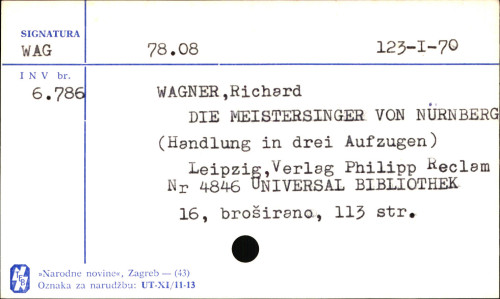 SIGNATURA
WAG 78.08 123-I-70
I N V br.
6.786 WAGNER,Richard
DIE MEISTERSINGER VON NÜRNBERG
(Handlung in drei Aufzugen)
Leipzig,Verlag Philipp Reclam
Nr 4846 UNIVERSAL BIBLIOTHEK
16, broširano, 113 str.
»Narodne novine«, Zagreb — (43)
Oznaka za narudžbu: UT-XI/11-13